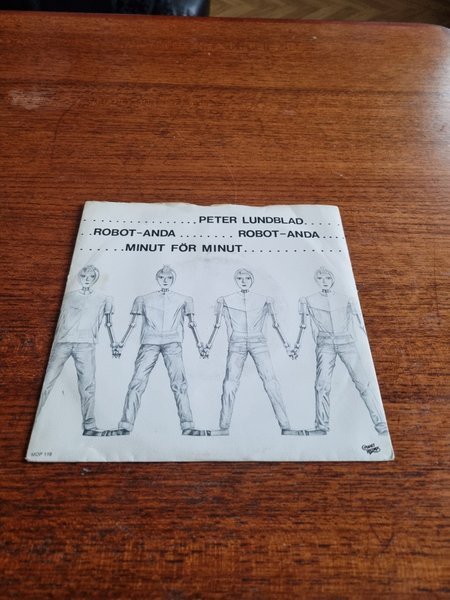 ...............PETER LUNDBLAD.....
..ROBOT-ANDA........ROBOT-ANDA...
......MINUT FÖR MINUT............
MOP 118